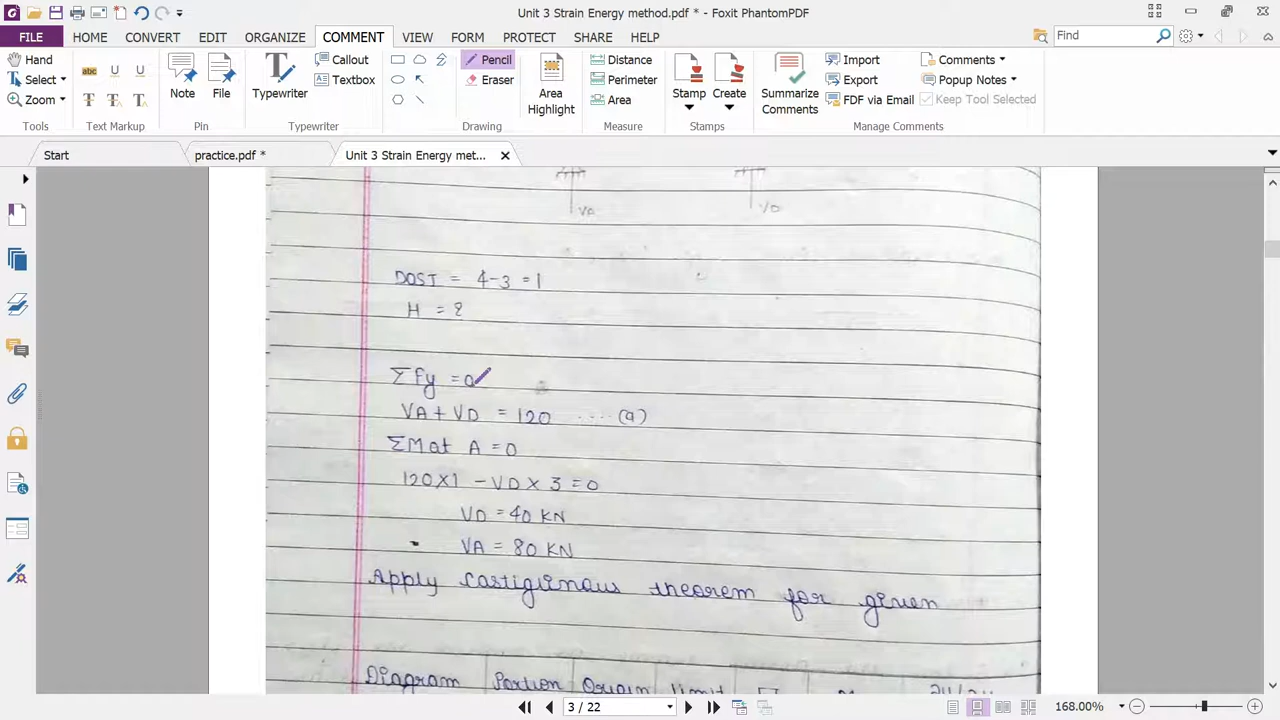 Unit 3 Strain Energy method.pdf * - Foxit PhantomPDF
FILE HOME CONVERT EDIT ORGANIZE COMMENT VIEW FORM PROTECT SHARE HELP Find
Hand
Select
Zoom
Tools
Text Markup
Note
File
Pin
Typewriter
Callout
Textbox
Typewriter
Pencil
Eraser
Drawing
Area Highlight
Distance
Perimeter
Area
Measure
Stamp
Create
Stamps
Summarize Comments
Import
Export
FDF via Email
Comments
Popup Notes
Keep Tool Selected
Manage Comments
Start practice.pdf * Unit 3 Strain Energy met...
VA VD
DOSI = 4-3 = 1
H = ?
ΣFy = 0
VA + VD = 120 ....(a)
ΣM at A = 0
120X1 - VD X 3 = 0
VD = 40 KN
VA = 80 KN
Apply theorem for given
Diagram Portion Origin limit EI
3 / 22 168.00%